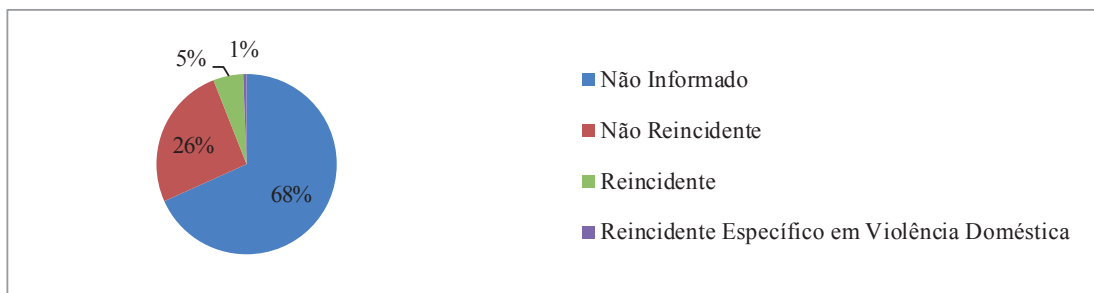 5%
1%
26%
68%
Não Informado
Não Reincidente
Reincidente
Reincidente Específico em Violência Doméstica